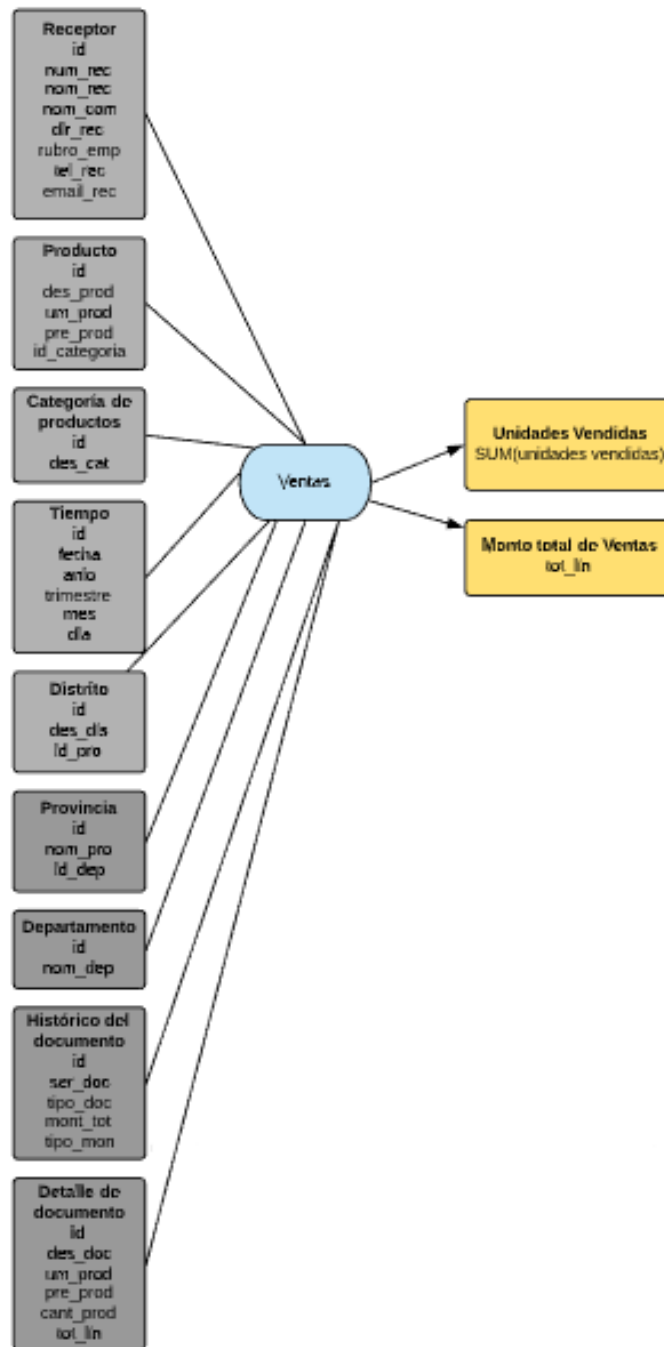 Receptor
id
num_rec
nom_rec
nom_com
dir_rec
rubro_emp
tel_rec
email_rec
Producto
id
des_prod
um_prod
pre_prod
id_categoria
Categoría de
productos
id
des_cat
Tiempo
id
fecha
anio
trimestre
mes
dia
Distrito
id
des_dis
id_pro
Provincia
id
nom_pro
id_dep
Departamento
id
nom_dep
Histórico del
documento
id
ser_doc
tipo_doc
mont_tot
tipo_mon
Detalle de
documento
id
des_doc
um_prod
pre_prod
cant_prod
tot_lin
Ventas
Unidades Vendidas
SUM(unidades vendidas)
Monto total de Ventas
tot_lin